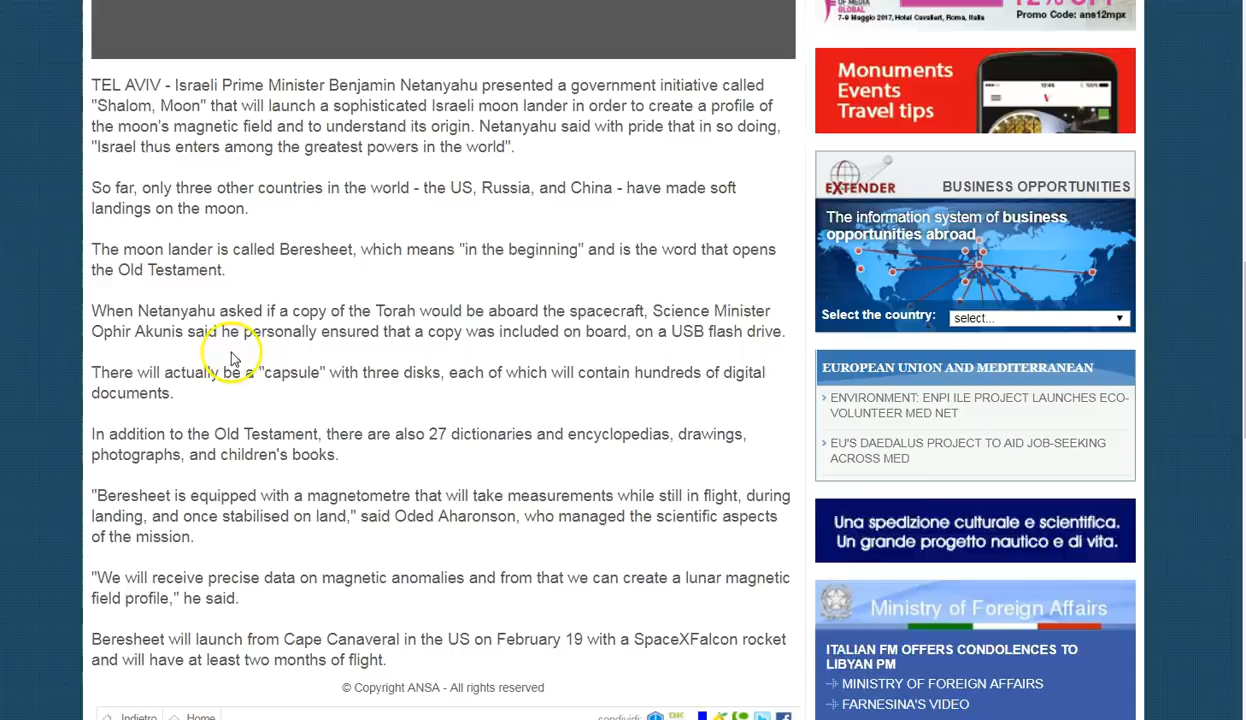 OF MEDIA
GLOBAL
7-9 Maggio 2017, Hotel Cavalieri, Roma, Italia
12% OFF
Promo Code: ans12mpx
TEL AVIV - Israeli Prime Minister Benjamin Netanyahu presented a government initiative called
"Shalom, Moon" that will launch a sophisticated Israeli moon lander in order to create a profile of
the moon's magnetic field and to understand its origin. Netanyahu said with pride that in so doing,
"Israel thus enters among the greatest powers in the world".
So far, only three other countries in the world - the US, Russia, and China - have made soft
landings on the moon.
The moon lander is called Beresheet, which means "in the beginning" and is the word that opens
the Old Testament.
When Netanyahu asked if a copy of the Torah would be aboard the spacecraft, Science Minister
Ophir Akunis said he personally ensured that a copy was included on board, on a USB flash drive.
There will actually be a "capsule" with three disks, each of which will contain hundreds of digital
documents.
In addition to the Old Testament, there are also 27 dictionaries and encyclopedias, drawings,
photographs, and children's books.
"Beresheet is equipped with a magnetometre that will take measurements while still in flight, during
landing, and once stabilised on land," said Oded Aharonson, who managed the scientific aspects
of the mission.
"We will receive precise data on magnetic anomalies and from that we can create a lunar magnetic
field profile," he said.
Beresheet will launch from Cape Canaveral in the US on February 19 with a SpaceXFalcon rocket
and will have at least two months of flight.
© Copyright ANSA - All rights reserved
Indietro
Home
condividi:
OK
Monuments
Events
Travel tips
EXTENDER
BUSINESS OPPORTUNITIES
The information system of business
opportunities abroad
Select the country:
select...
EUROPEAN UNION AND MEDITERRANEAN
ENVIRONMENT: ENPI ILE PROJECT LAUNCHES ECO-
VOLUNTEER MED NET
EU'S DAEDALUS PROJECT TO AID JOB-SEEKING
ACROSS MED
Una spedizione culturale e scientifica.
Un grande progetto nautico e di vita.
Ministry of Foreign Affairs
ITALIAN FM OFFERS CONDOLENCES TO
LIBYAN PM
MINISTRY OF FOREIGN AFFAIRS
FARNESINA'S VIDEO